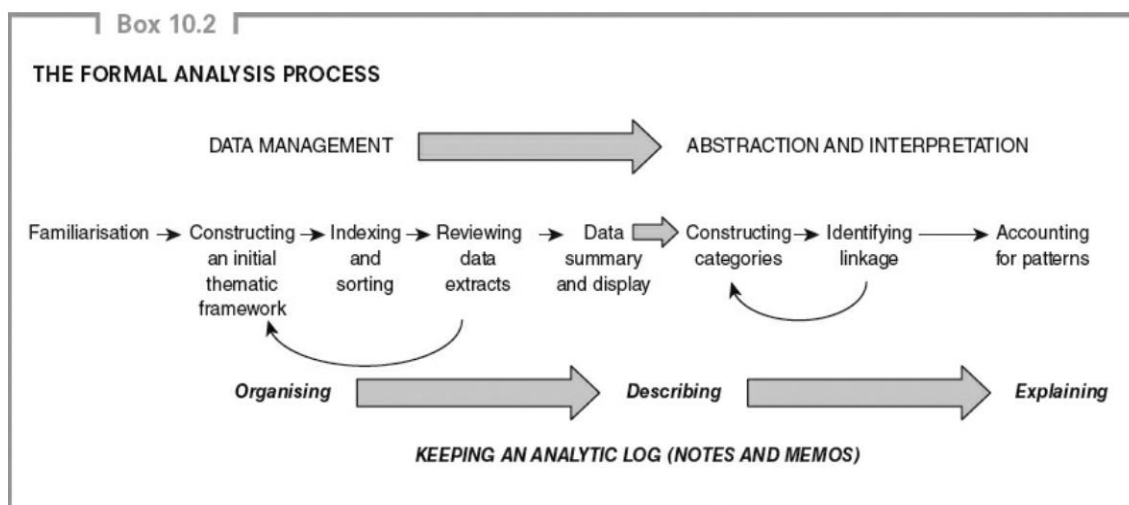 Box 10.2
THE FORMAL ANALYSIS PROCESS
DATA MANAGEMENT
ABSTRACTION AND INTERPRETATION
Familiarisation
Constructing
an initial
thematic
framework
Indexing
and
sorting
Reviewing
data
extracts
Data
summary
and display
Constructing
categories
Identifying
linkage
Accounting
for patterns
Organising
Describing
Explaining
KEEPING AN ANALYTIC LOG (NOTES AND MEMOS)